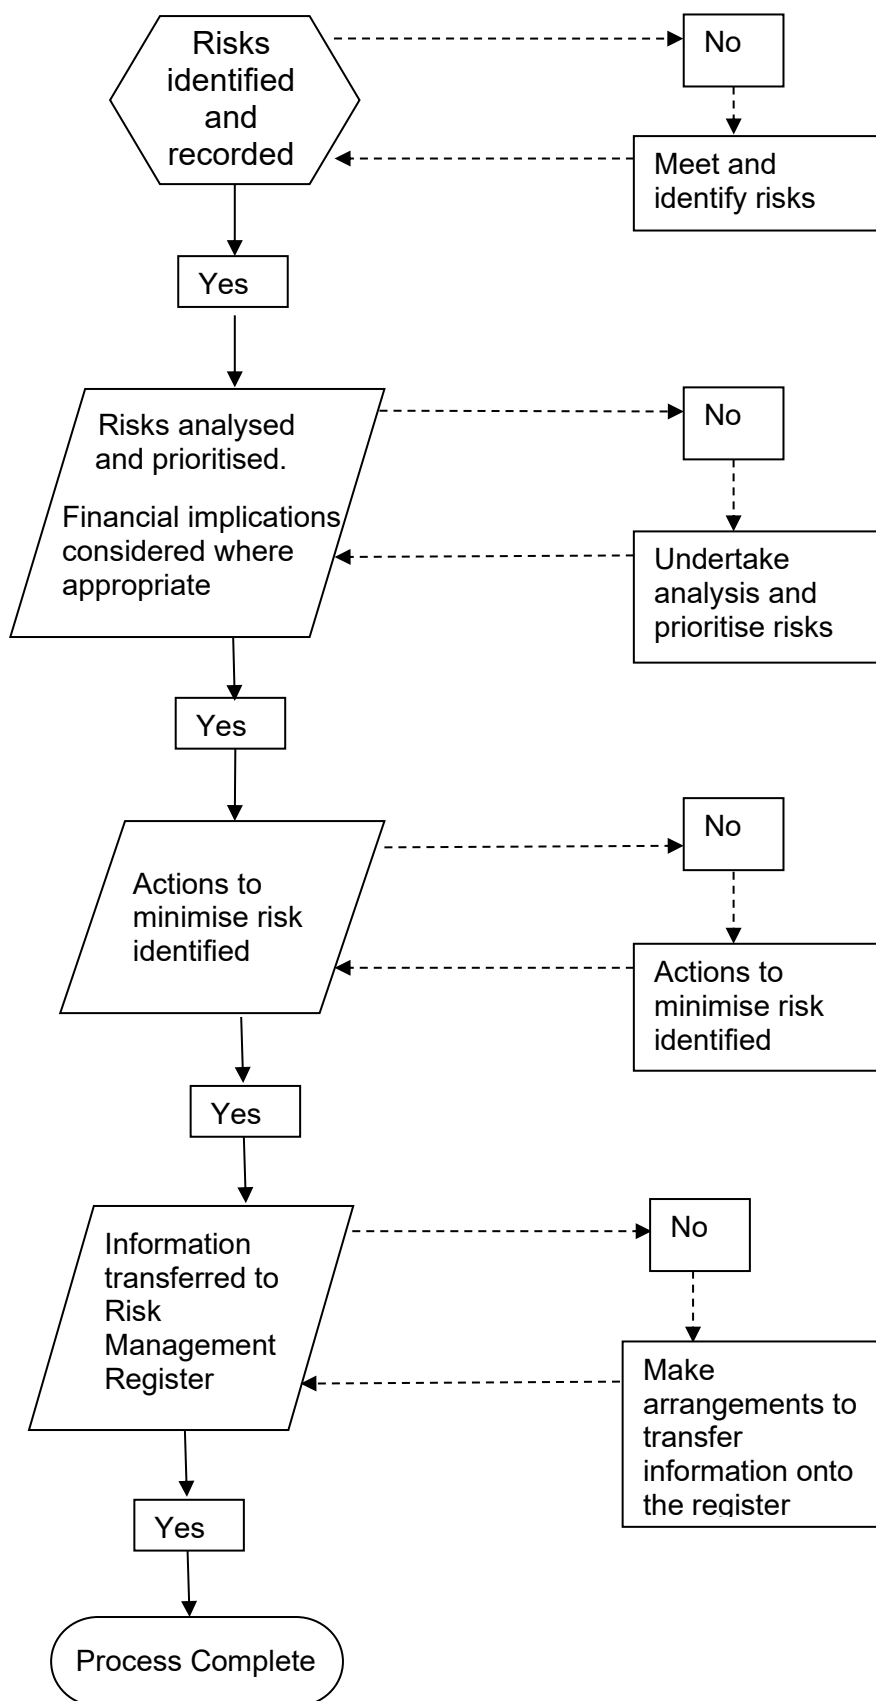 Risks
identified
and
recorded
No
Meet and
identify risks
Yes
Risks analysed
and prioritised.
Financial implications
considered where
appropriate
No
Undertake
analysis and
prioritise risks
Yes
Actions to
minimise risk
identified
No
Actions to
minimise risk
identified
Yes
Information
transferred to
Risk
Management
Register
No
Make
arrangements to
transfer
information onto
the register
Yes
Process Complete